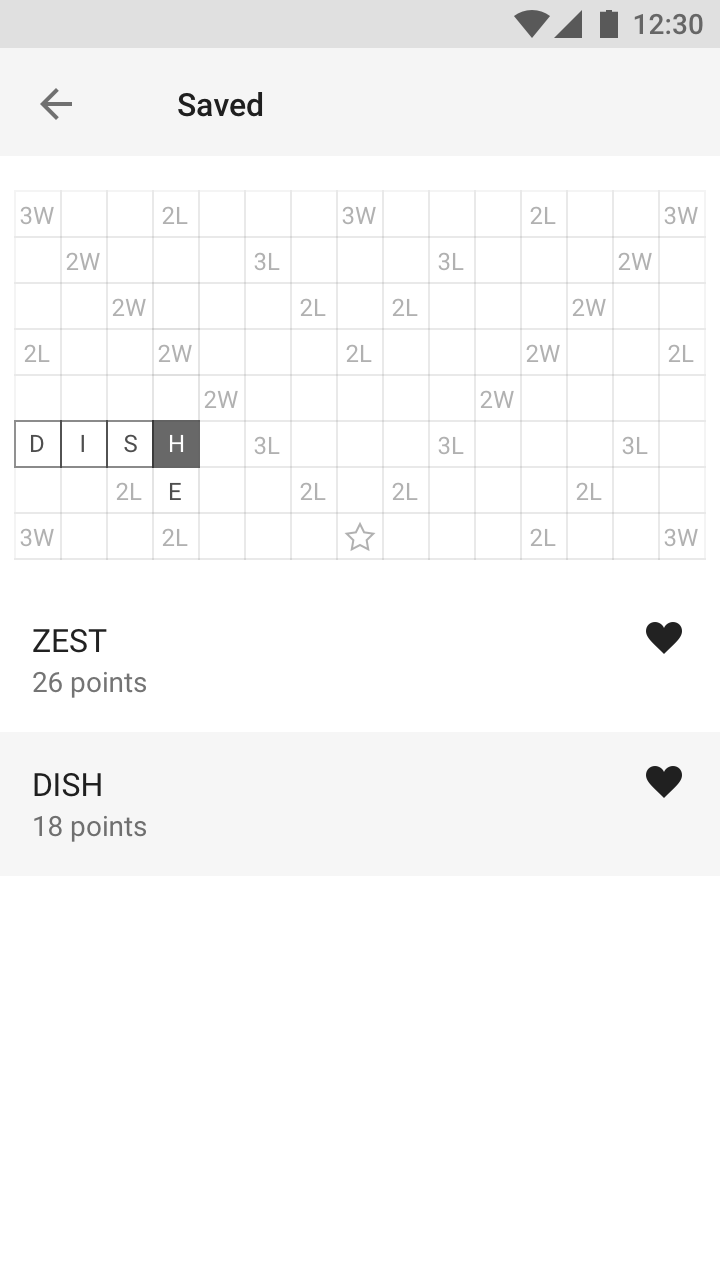 12:30
Saved
3W 2L 3W 2L 3W
2W 3L 3L 2W
2W 2L 2L 2W
2L 2W 2L 2W 2L
2W 2W
D I S H 3L 3L 3L
2L E 2L 2L 2L
3W 2L 2L 3W
ZEST
26 points
DISH
18 points